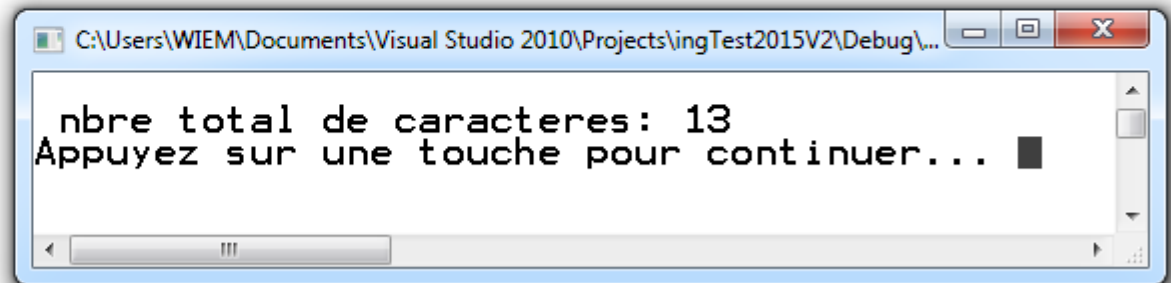 C:\Users\WIEM\Documents\Visual Studio 2010\Projects\ingTest2015V2\Debug\...
nbre total de caracteres: 13
Appuyez sur une touche pour continuer...